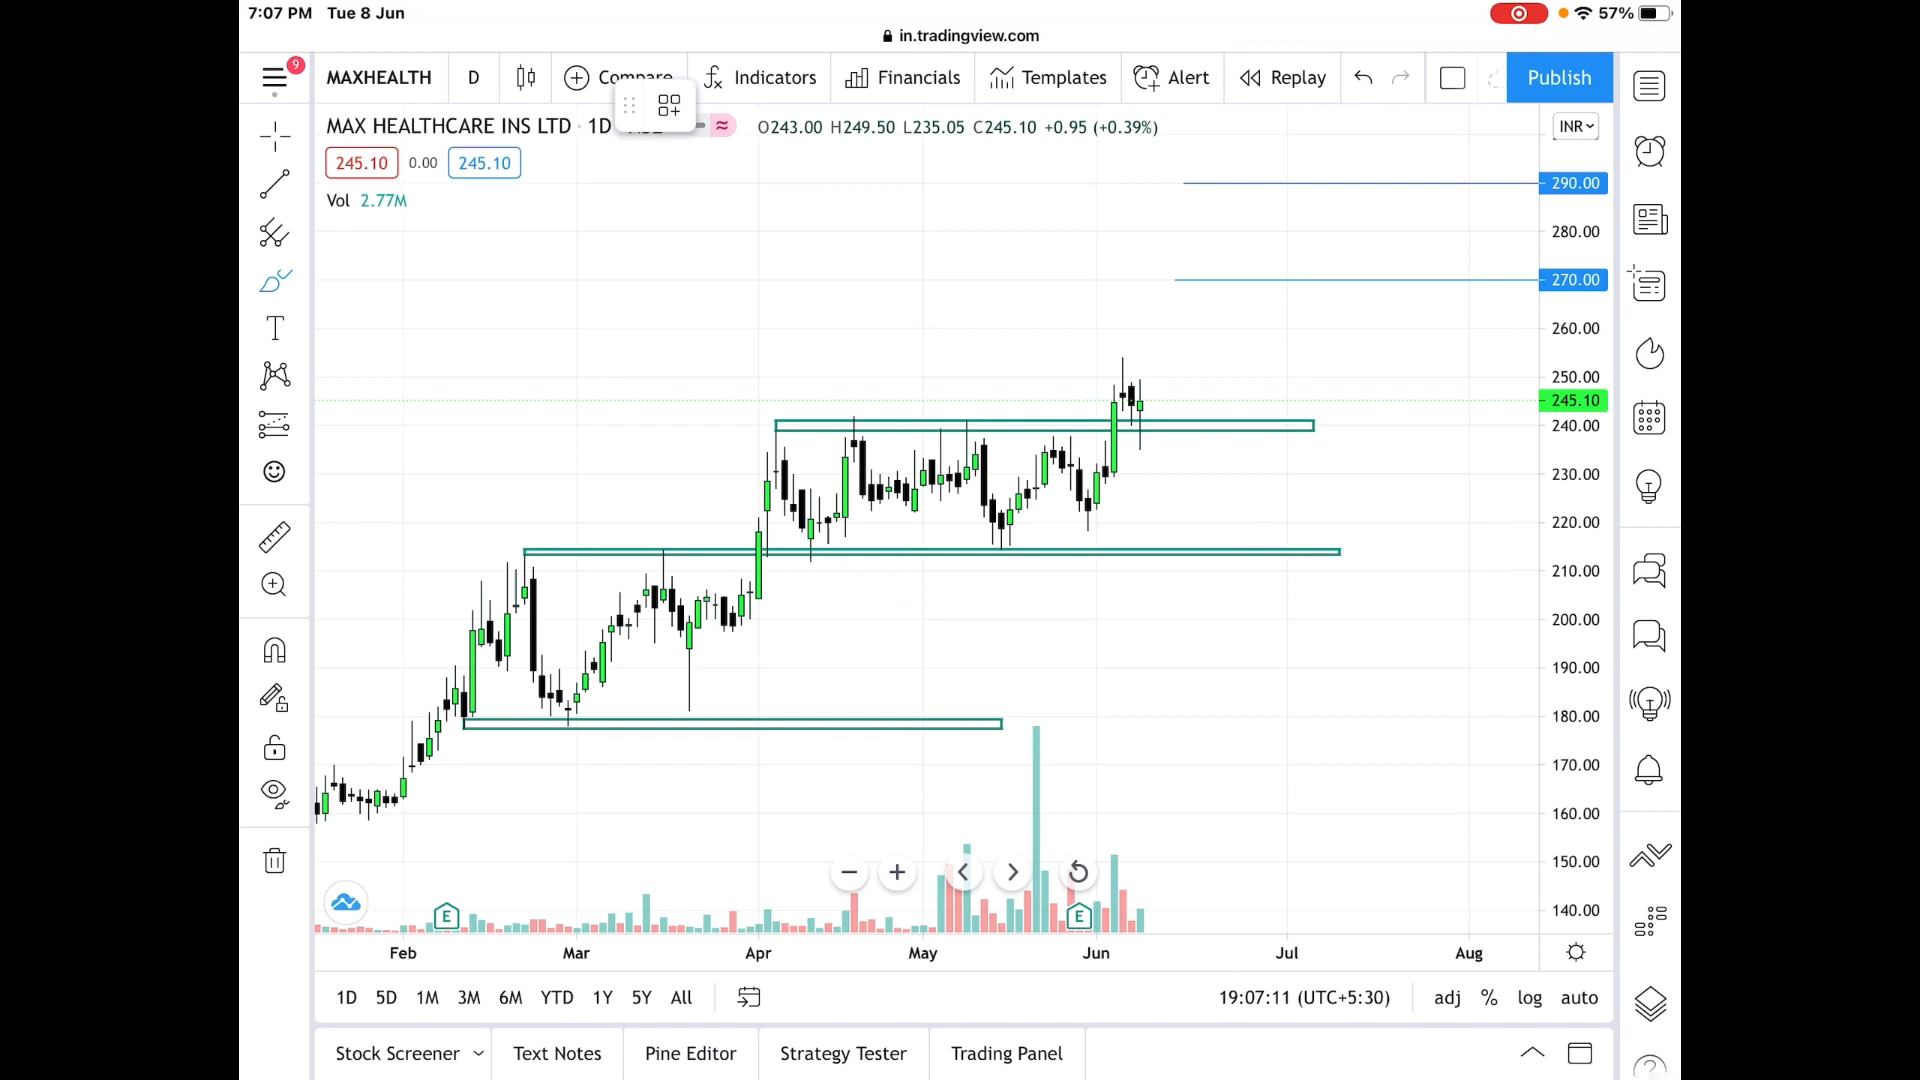 7:07 PM Tue 8 Jun 57%
in.tradingview.com
9
MAXHEALTH D Compare Indicators Financials Templates Alert Replay Publish
MAX HEALTHCARE INS LTD · 1D O243.00 H249.50 L235.05 C245.10 +0.95 (+0.39%) INR
245.10 0.00 245.10
Vol 2.77M
290.00
280.00
270.00
260.00
250.00
245.10
240.00
230.00
220.00
210.00
200.00
190.00
180.00
170.00
160.00
150.00
140.00
E E
Feb Mar Apr May Jun Jul Aug
1D 5D 1M 3M 6M YTD 1Y 5Y All 19:07:11 (UTC+5:30) adj % log auto
Stock Screener Text Notes Pine Editor Strategy Tester Trading Panel